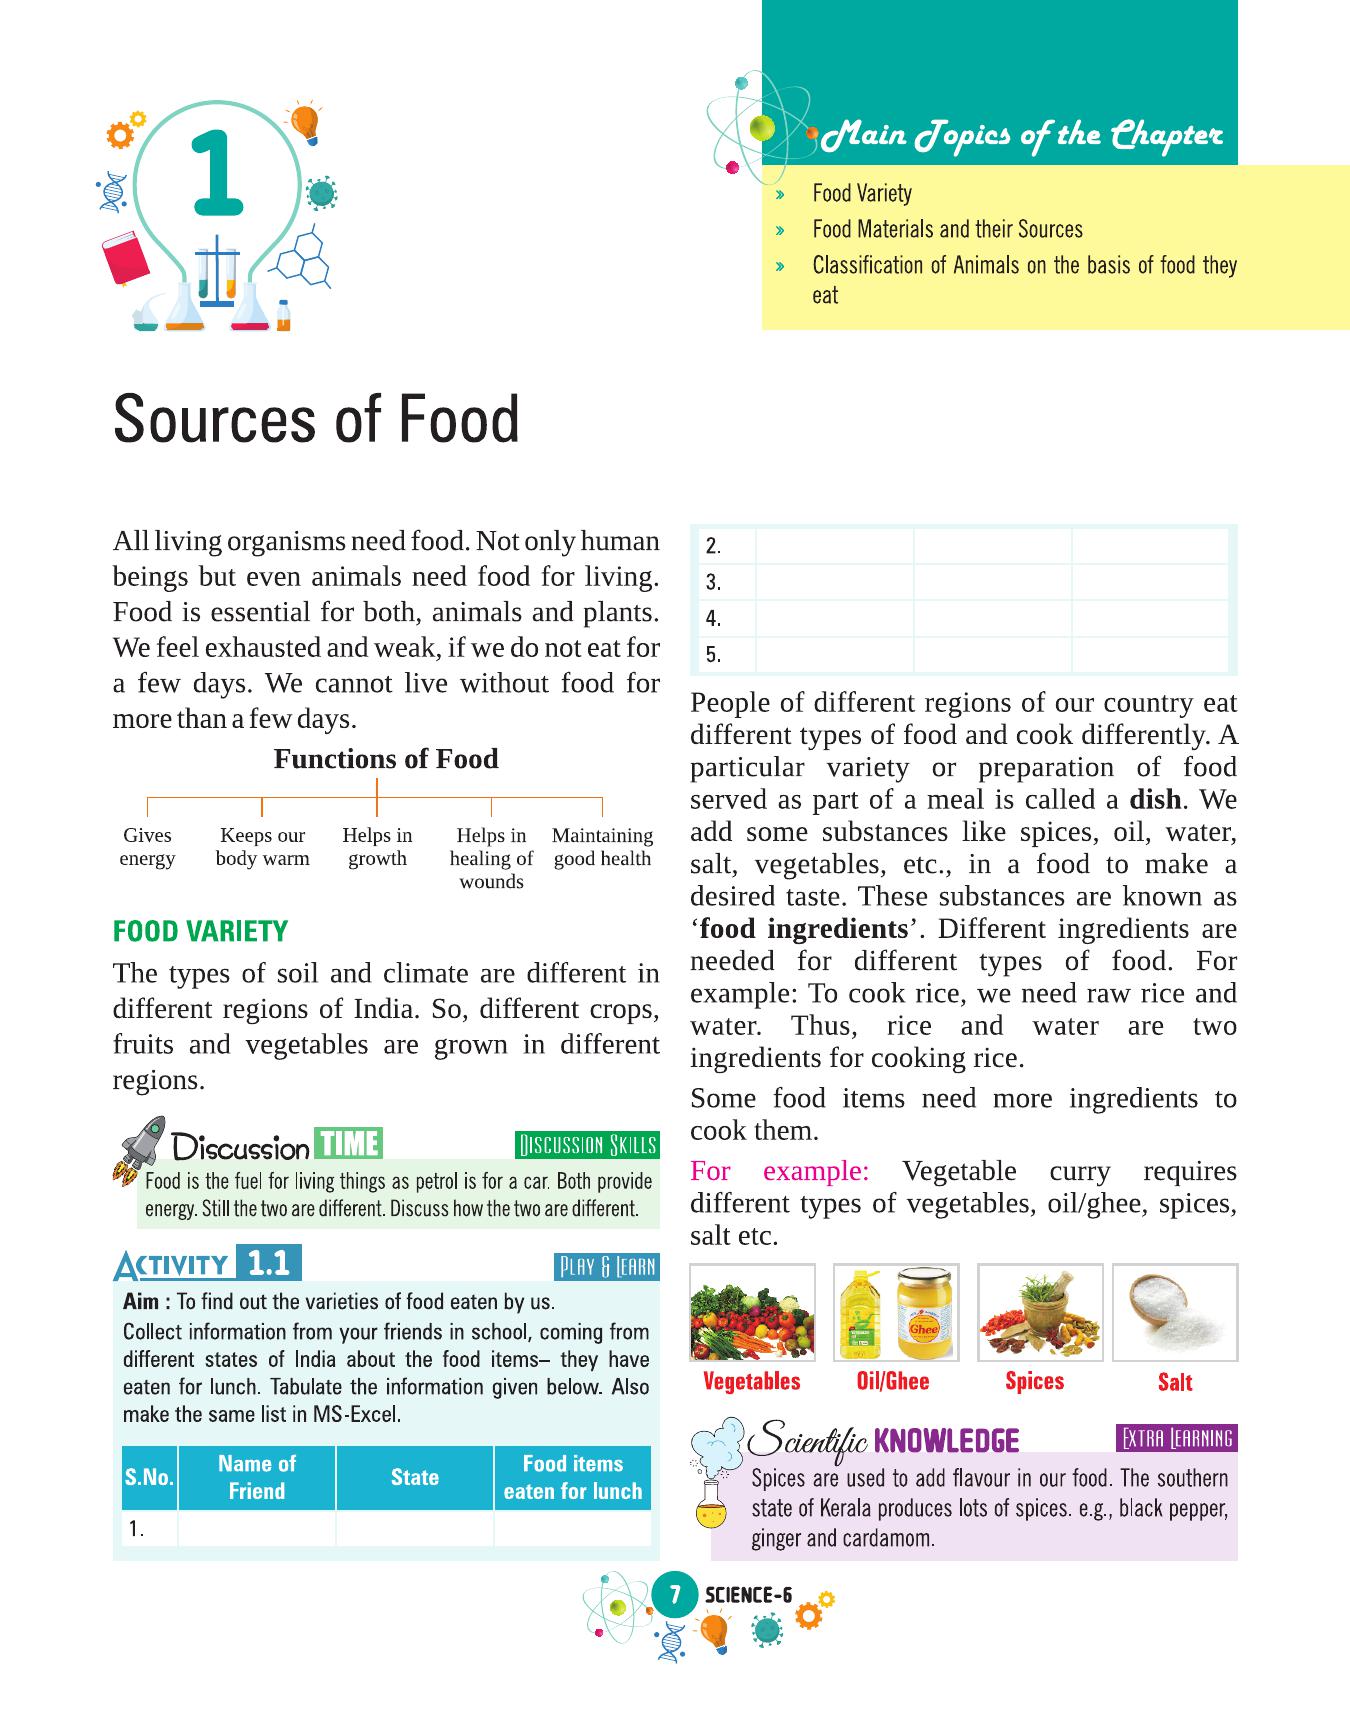 1
Main Topics of the Chapter
» Food Variety
» Food Materials and their Sources
» Classification of Animals on the basis of food they
eat
Sources of Food
All living organisms need food. Not only human
beings but even animals need food for living.
Food is essential for both, animals and plants.
We feel exhausted and weak, if we do not eat for
a few days. We cannot live without food for
more than a few days.
Functions of Food
Gives
energy
Keeps our
body warm
Helps in
growth
Helps in
healing of
wounds
Maintaining
good health
FOOD VARIETY
The types of soil and climate are different in
different regions of India. So, different crops,
fruits and vegetables are grown in different
regions.
Discussion TIME
DISCUSSION SKILLS
Food is the fuel for living things as petrol is for a car. Both provide
energy. Still the two are different. Discuss how the two are different.
ACTIVITY 1.1
PLAY & LEARN
Aim : To find out the varieties of food eaten by us.
Collect information from your friends in school, coming from
different states of India about the food items– they have
eaten for lunch. Tabulate the information given below. Also
make the same list in MS-Excel.
S.No.
Name of
Friend
State
Food items
eaten for lunch
1.
2.
3.
4.
5.
People of different regions of our country eat
different types of food and cook differently. A
particular variety or preparation of food
served as part of a meal is called a dish. We
add some substances like spices, oil, water,
salt, vegetables, etc., in a food to make a
desired taste. These substances are known as
‘food ingredients’. Different ingredients are
needed for different types of food. For
example: To cook rice, we need raw rice and
water. Thus, rice and water are two
ingredients for cooking rice.
Some food items need more ingredients to
cook them.
For example: Vegetable curry requires
different types of vegetables, oil/ghee, spices,
salt etc.
Ghee
Vegetables
Oil/Ghee
Spices
Salt
Scientific KNOWLEDGE
EXTRA LEARNING
Spices are used to add flavour in our food. The southern
state of Kerala produces lots of spices. e.g., black pepper,
ginger and cardamom.
7
SCIENCE-6